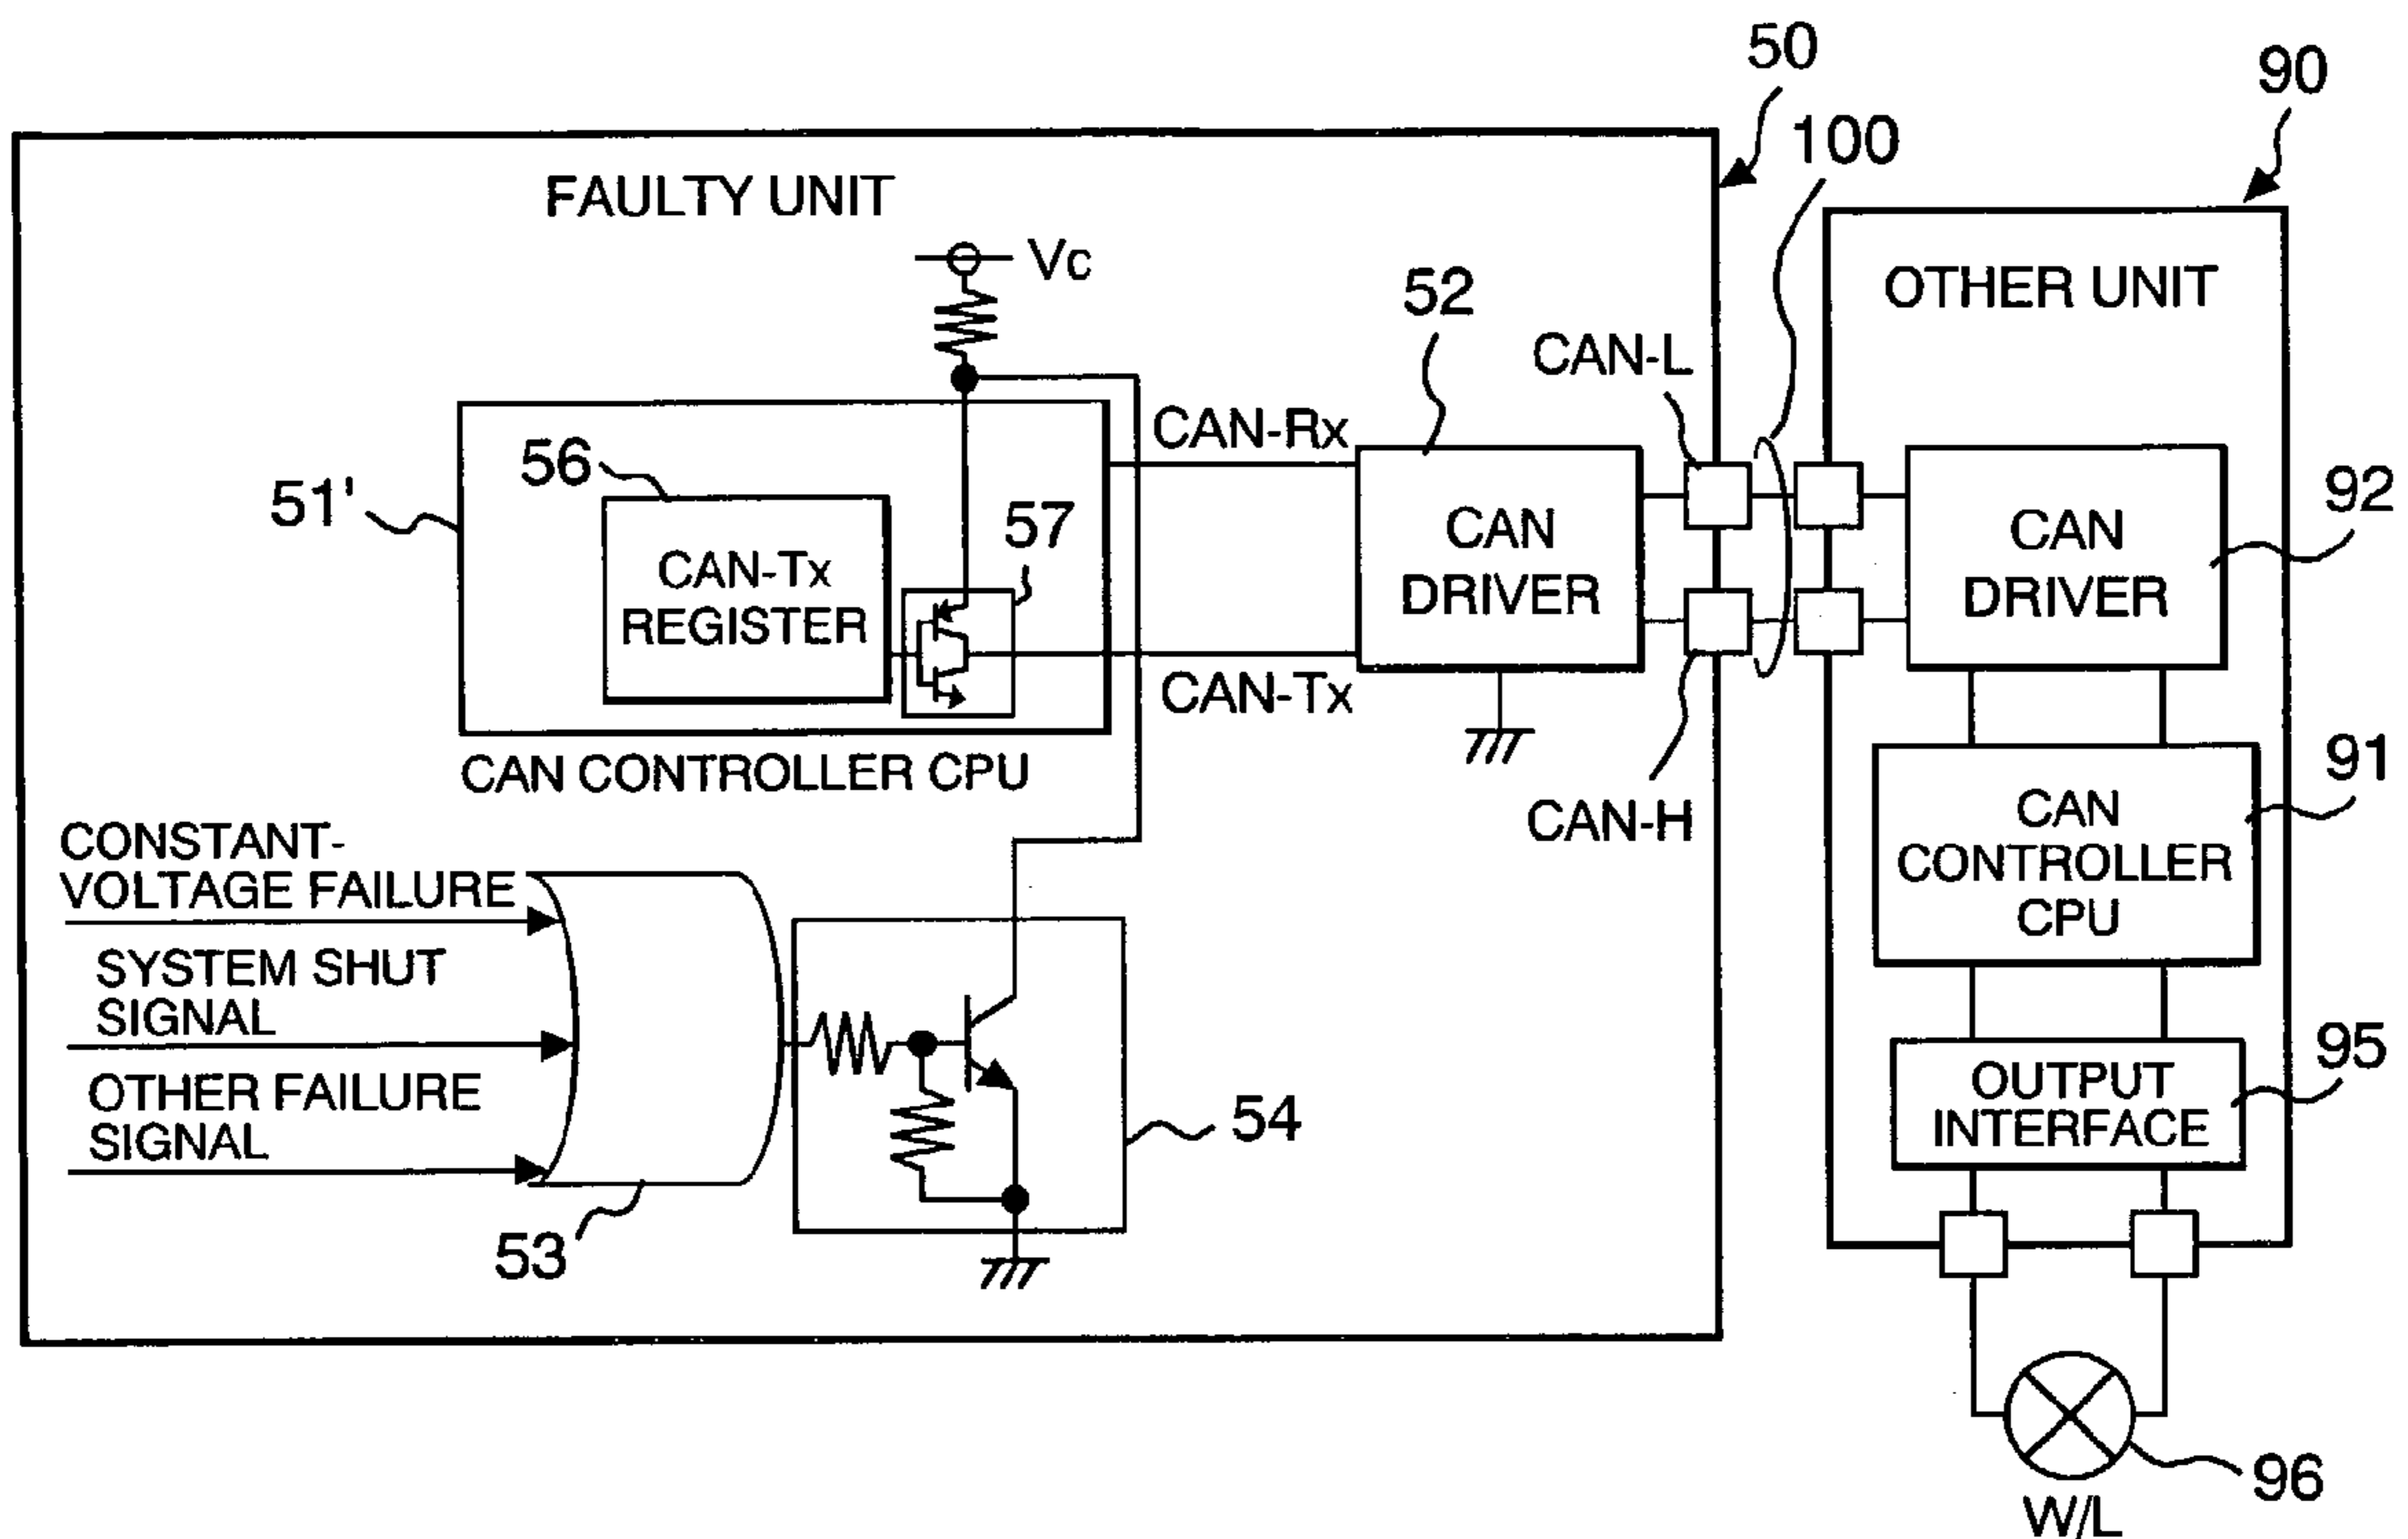 50
90
100
FAULTY UNIT
Vc
52
OTHER UNIT
CAN-L
CAN-Rx
56
51'
57
92
CAN-Tx
REGISTER
CAN
DRIVER
CAN
DRIVER
CAN-Tx
CAN CONTROLLER CPU
91
CAN-H
CAN
CONTROLLER
CPU
CONSTANT-
VOLTAGE FAILURE
SYSTEM SHUT
SIGNAL
OTHER FAILURE
SIGNAL
95
OUTPUT
INTERFACE
54
53
96
W/L